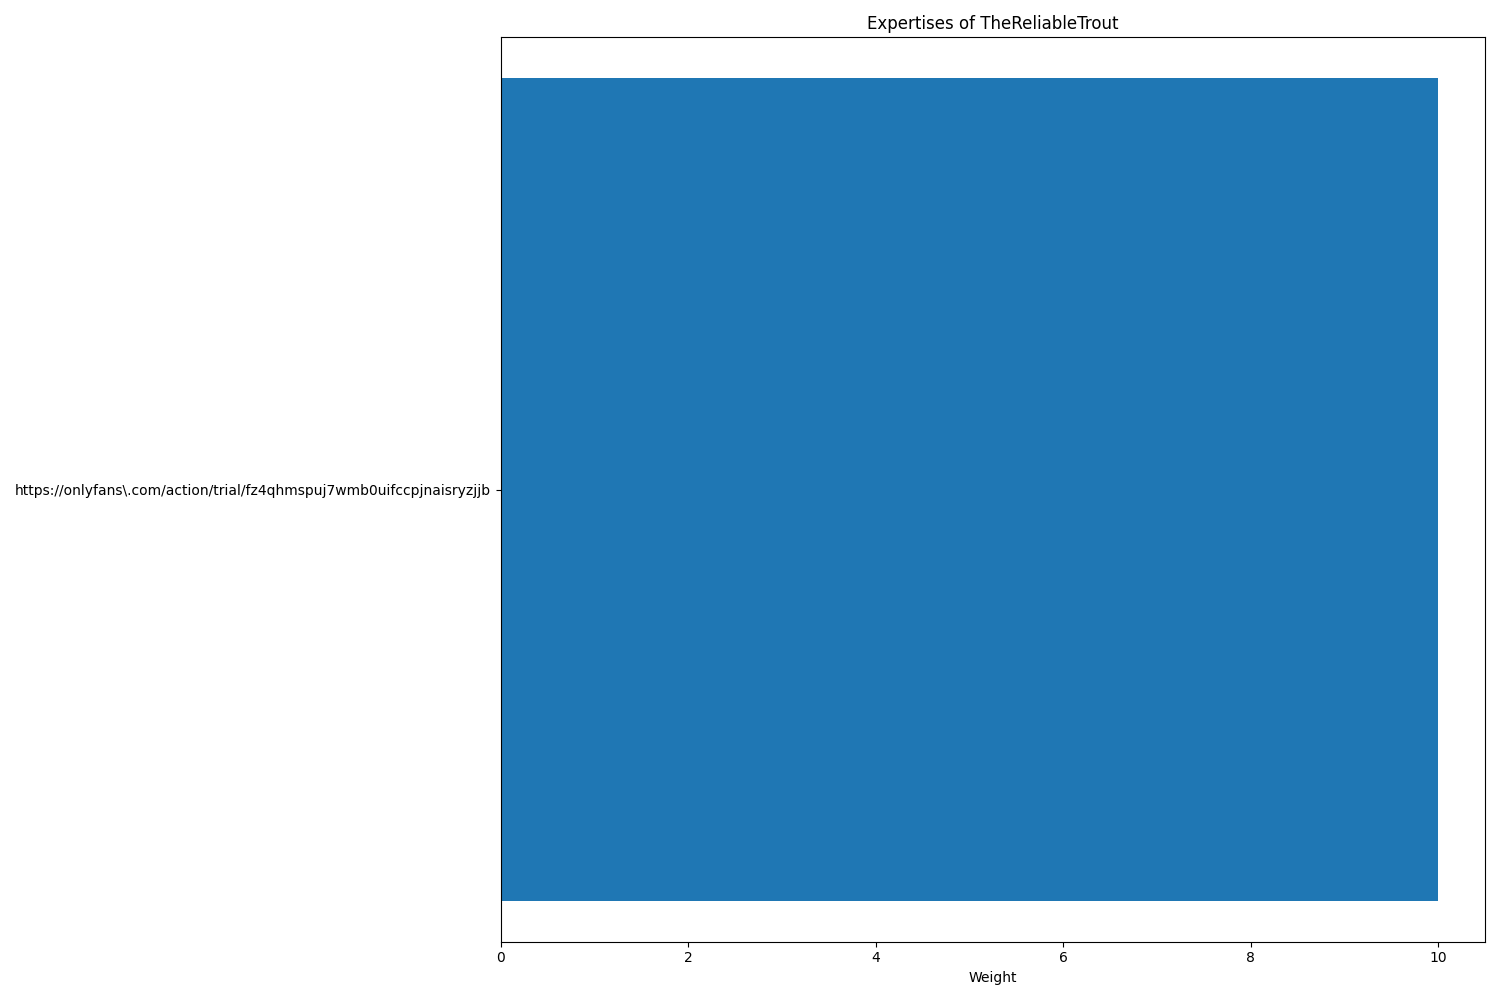 Expertises of TheReliableTrout
https://onlyfans\.com/action/trial/fz4qhmspuj7wmb0uifccpjnaisryzjjb
0 2 4 6 8 10
Weight